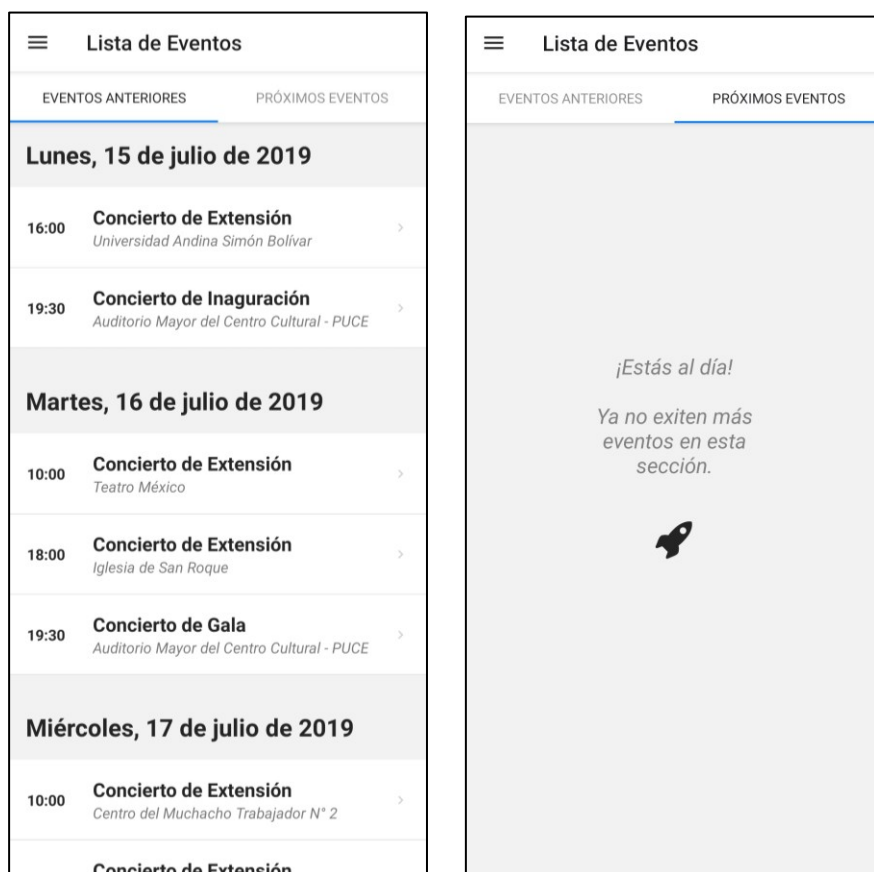 Lista de Eventos
EVENTOS ANTERIORES
PRÓXIMOS EVENTOS
Lunes, 15 de julio de 2019
16:00
Concierto de Extensión
Universidad Andina Simón Bolívar
19:30
Concierto de Inaguración
Auditorio Mayor del Centro Cultural - PUCE
Martes, 16 de julio de 2019
10:00
Concierto de Extensión
Teatro México
18:00
Concierto de Extensión
Iglesia de San Roque
19:30
Concierto de Gala
Auditorio Mayor del Centro Cultural - PUCE
Miércoles, 17 de julio de 2019
10:00
Concierto de Extensión
Centro del Muchacho Trabajador N° 2
Concierto de Extensión
Lista de Eventos
EVENTOS ANTERIORES
PRÓXIMOS EVENTOS
¡Estás al día!
Ya no exiten más
eventos en esta
sección.